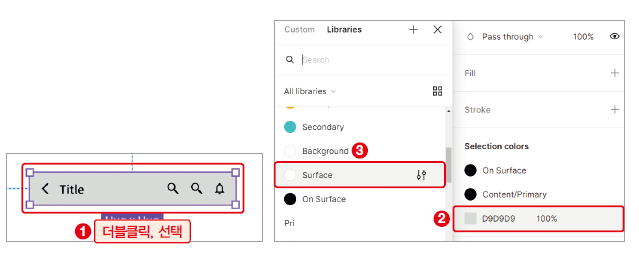 Title
1 더블클릭, 선택
Custom
Libraries
Search
All libraries
Secondary
Background 3
Surface
On Surface
Pri
Pass through
100%
Fill
Stroke
Selection colors
On Surface
Content/Primary
2 D9D9D9 100%